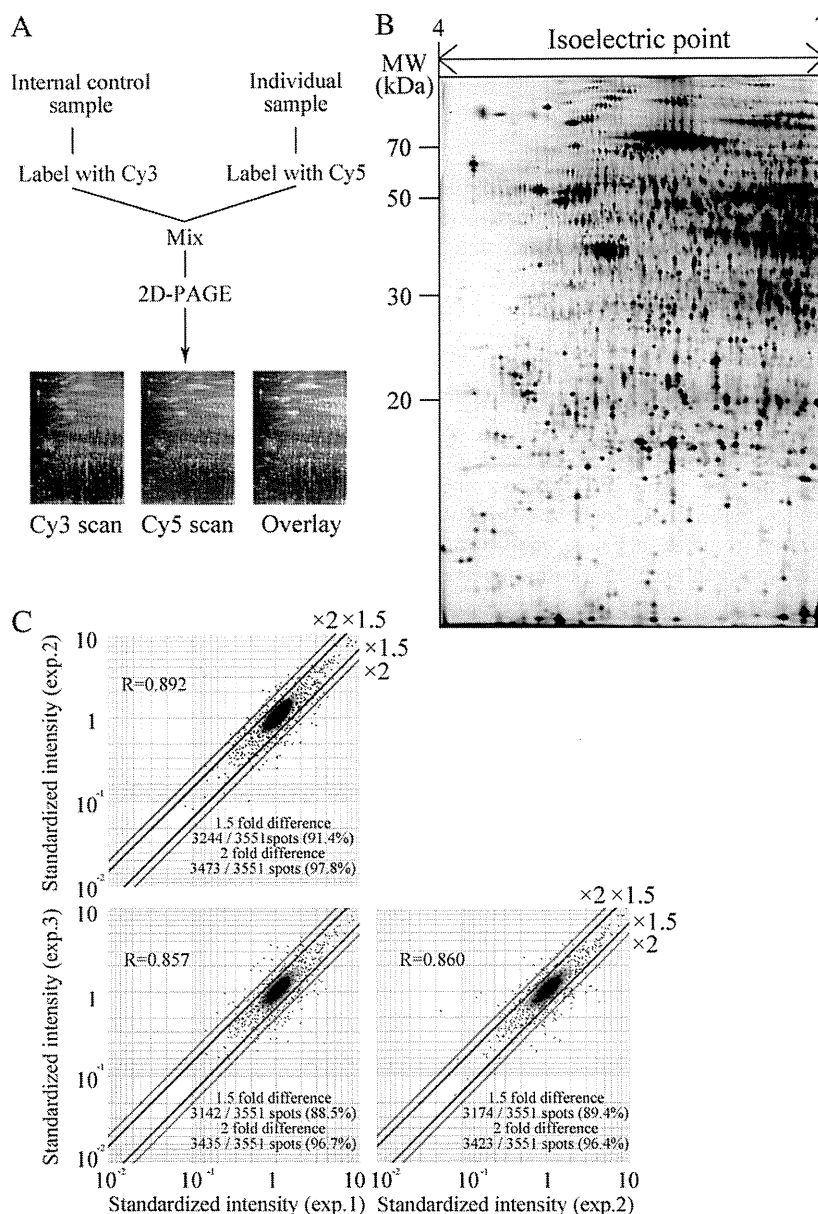 A
Internal control
sample
Individual
sample
Label with Cy3
Label with Cy5
Mix
2D-PAGE
Cy3 scan
Cy5 scan
Overlay
B
4
Isoelectric point
MW
(kDa)
70
50
30
20
C
×2 ×1.5
×1.5
×2
Standardized intensity (exp.2)
10
1
10⁻¹
10⁻²
R=0.892
1.5 fold difference
3244 / 3551spots (91.4%)
2 fold difference
3473 / 3551 spots (97.8%)
Standardized intensity (exp.3)
10
1
10⁻¹
10⁻²
R=0.857
1.5 fold difference
3142 / 3551 spots (88.5%)
2 fold difference
3435 / 3551 spots (96.7%)
10⁻² 10⁻¹ 1 10
Standardized intensity (exp.1)
×2 ×1.5
×1.5
×2
R=0.860
1.5 fold difference
3174 / 3551 spots (89.4%)
2 fold difference
3423 / 3551 spots (96.4%)
10⁻² 10⁻¹ 1 10
Standardized intensity (exp.2)